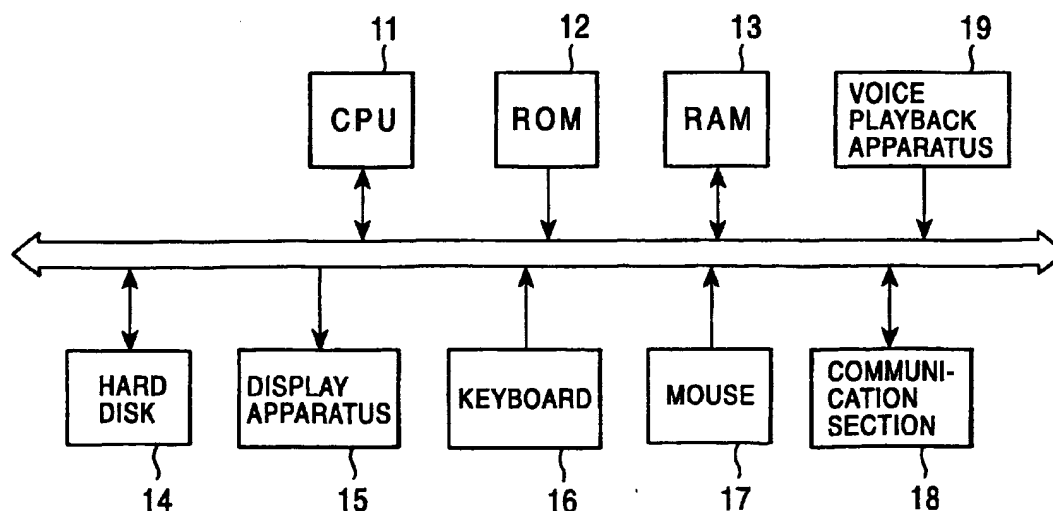 11
12
13
19
CPU
ROM
RAM
VOICE
PLAYBACK
APPARATUS
HARD
DISK
DISPLAY
APPARATUS
KEYBOARD
MOUSE
COMMUNI-
CATION
SECTION
14
15
16
17
18